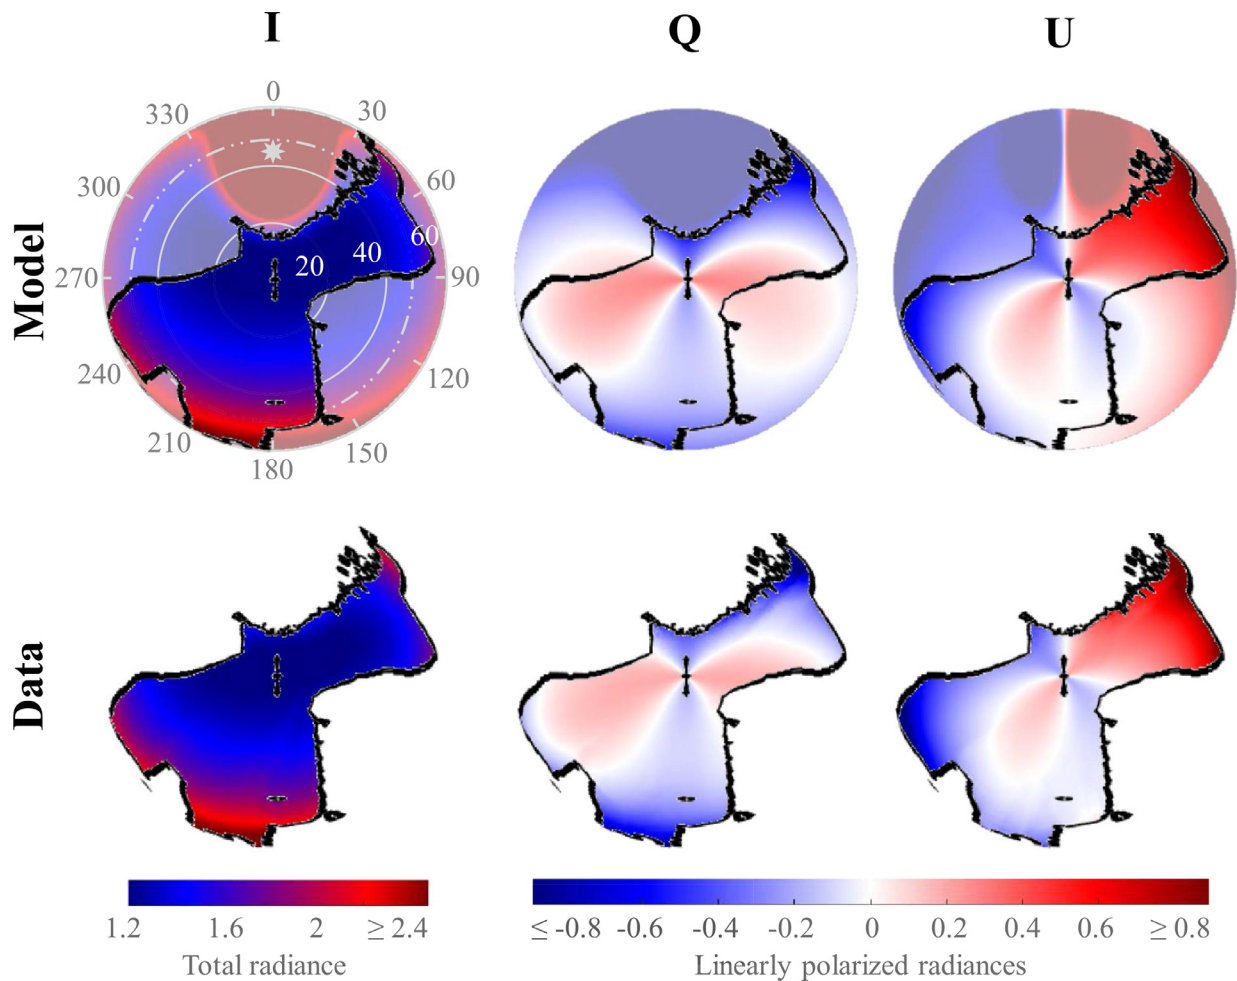 I Q U
0
330 30
300 60
60
40
20
270 90
Model
240 120
210 150
180
Data
1.2 1.6 2 ≥ 2.4
≤ -0.8 -0.6 -0.4 -0.2 0 0.2 0.4 0.6 ≥ 0.8
Total radiance
Linearly polarized radiances